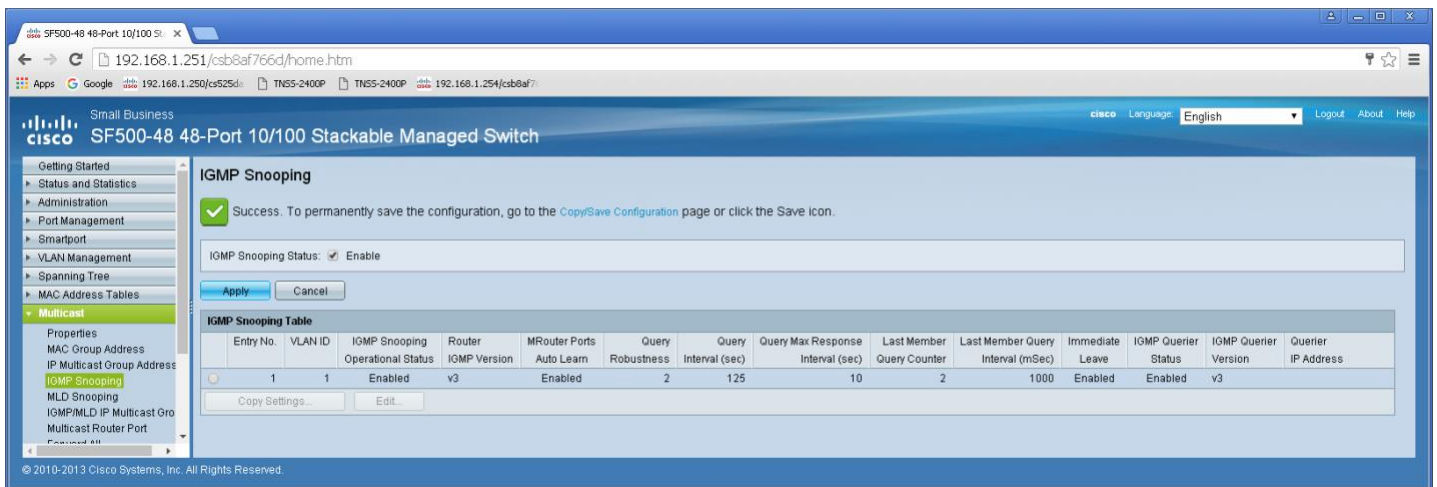 SF500-48 48-Port 10/100 St
192.168.1.251/csb8af766d/home.htm
Apps Google 192.168.1.250/cs525d TNS5-2400P TNS5-2400P 192.168.1.254/csb8af7
Small Business
cisco SF500-48 48-Port 10/100 Stackable Managed Switch
cisco Language: English Logout About Help
Getting Started
Status and Statistics
Administration
Port Management
Smartport
VLAN Management
Spanning Tree
MAC Address Tables
Multicast
Properties
MAC Group Address
IP Multicast Group Address
IGMP Snooping
MLD Snooping
IGMP/MLD IP Multicast Gro
Multicast Router Port
Forward All
IGMP Snooping
Success. To permanently save the configuration, go to the Copy/Save Configuration page or click the Save icon.
IGMP Snooping Status: Enable
Apply Cancel
IGMP Snooping Table
Entry No. VLAN ID IGMP Snooping Router MRouter Ports Query Query Query Max Response Last Member Last Member Query Immediate IGMP Querier IGMP Querier Querier
Operational Status IGMP Version Auto Learn Robustness Interval (sec) Interval (sec) Query Counter Interval (mSec) Leave Status Version IP Address
1 1 Enabled v3 Enabled 2 125 10 2 1000 Enabled Enabled v3
Copy Settings... Edit...
© 2010-2013 Cisco Systems, Inc. All Rights Reserved.